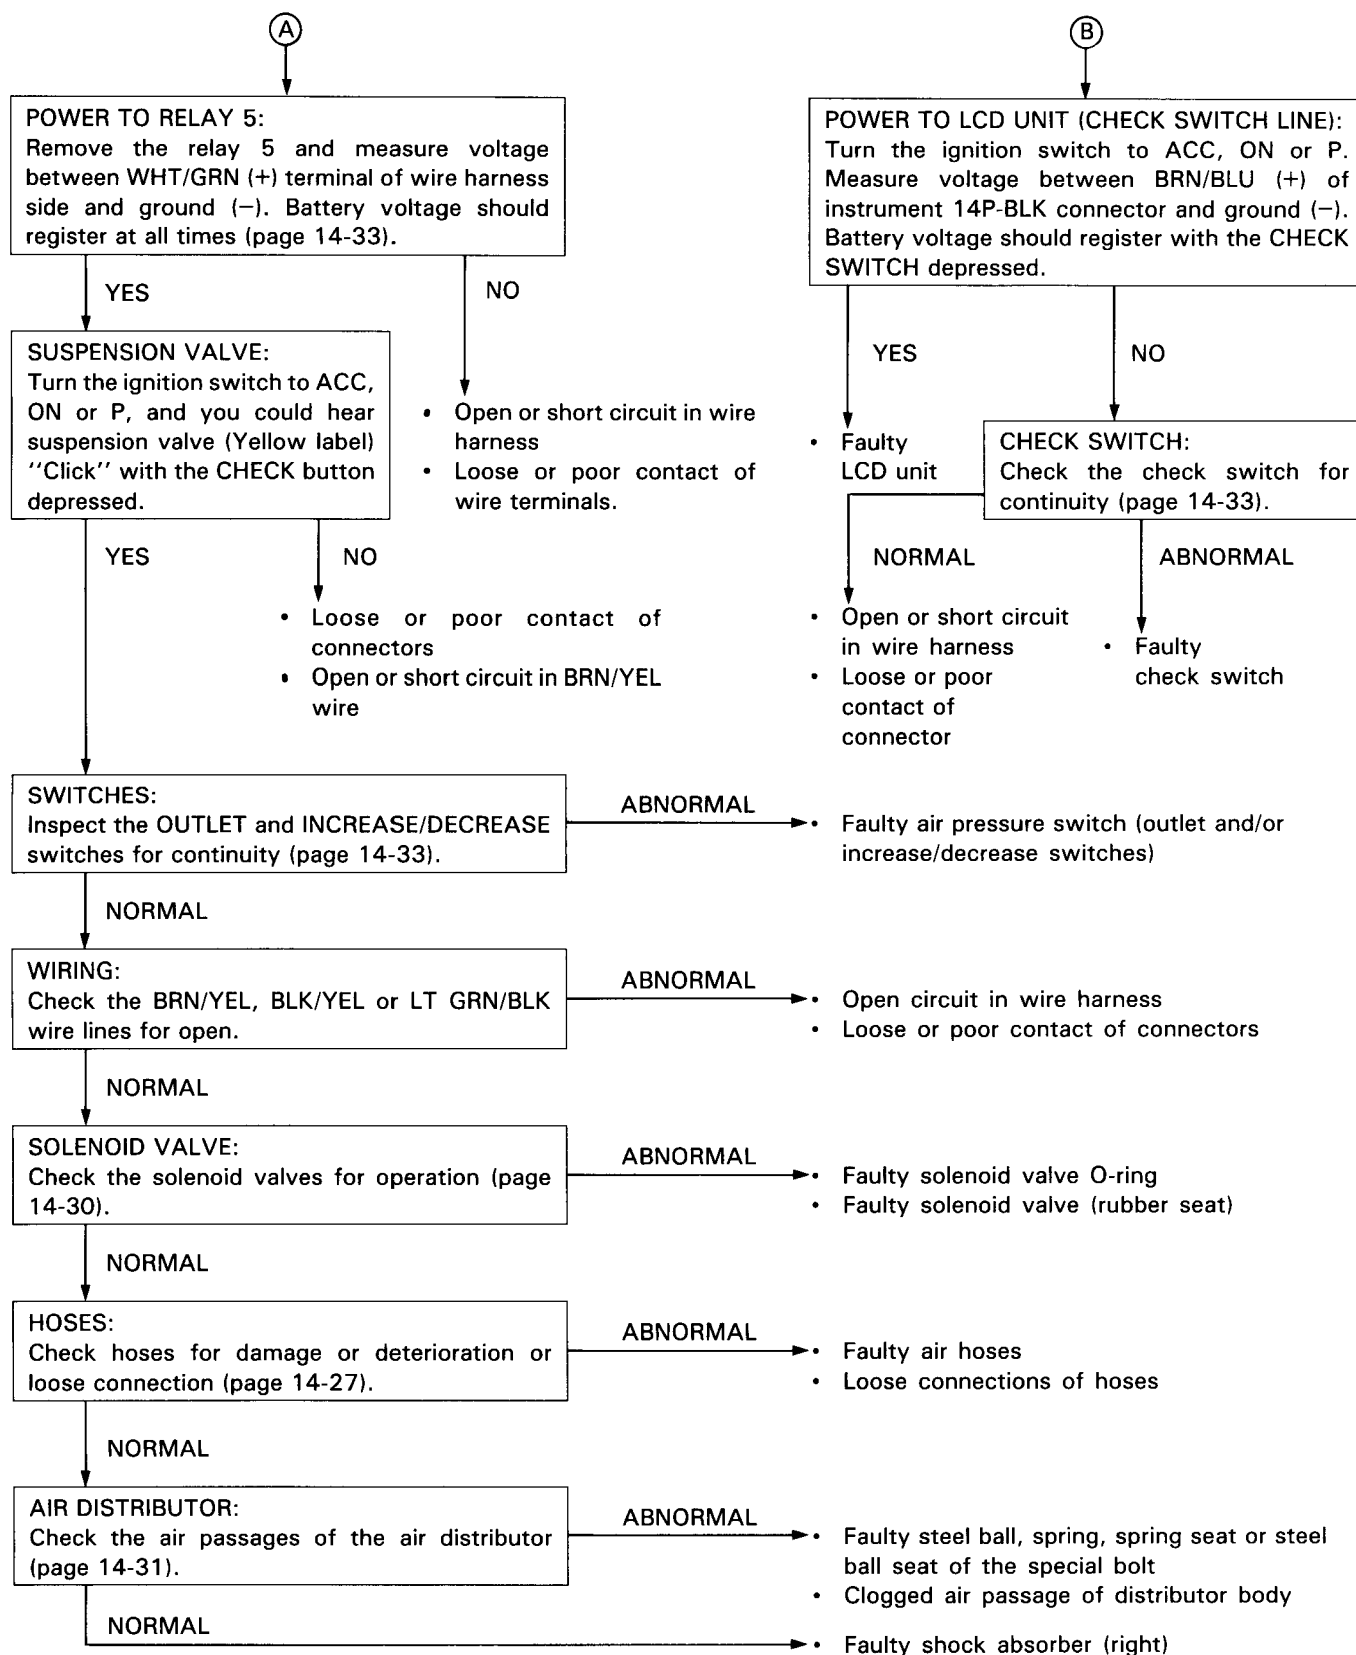 A
POWER TO RELAY 5:
Remove the relay 5 and measure voltage
between WHT/GRN (+) terminal of wire harness
side and ground (−). Battery voltage should
register at all times (page 14-33).
YES
NO
SUSPENSION VALVE:
Turn the ignition switch to ACC,
ON or P, and you could hear
suspension valve (Yellow label)
''Click'' with the CHECK button
depressed.
• Open or short circuit in wire
harness
• Loose or poor contact of
wire terminals.
YES
NO
• Loose or poor contact of
connectors
• Open or short circuit in BRN/YEL
wire
B
POWER TO LCD UNIT (CHECK SWITCH LINE):
Turn the ignition switch to ACC, ON or P.
Measure voltage between BRN/BLU (+) of
instrument 14P-BLK connector and ground (−).
Battery voltage should register with the CHECK
SWITCH depressed.
YES
NO
• Faulty
LCD unit
CHECK SWITCH:
Check the check switch for
continuity (page 14-33).
NORMAL
ABNORMAL
• Open or short circuit
in wire harness
• Loose or poor
contact of
connector
• Faulty
check switch
SWITCHES:
Inspect the OUTLET and INCREASE/DECREASE
switches for continuity (page 14-33).
ABNORMAL
• Faulty air pressure switch (outlet and/or
increase/decrease switches)
NORMAL
WIRING:
Check the BRN/YEL, BLK/YEL or LT GRN/BLK
wire lines for open.
ABNORMAL
• Open circuit in wire harness
• Loose or poor contact of connectors
NORMAL
SOLENOID VALVE:
Check the solenoid valves for operation (page
14-30).
ABNORMAL
• Faulty solenoid valve O-ring
• Faulty solenoid valve (rubber seat)
NORMAL
HOSES:
Check hoses for damage or deterioration or
loose connection (page 14-27).
ABNORMAL
• Faulty air hoses
• Loose connections of hoses
NORMAL
AIR DISTRIBUTOR:
Check the air passages of the air distributor
(page 14-31).
ABNORMAL
• Faulty steel ball, spring, spring seat or steel
ball seat of the special bolt
• Clogged air passage of distributor body
NORMAL
• Faulty shock absorber (right)